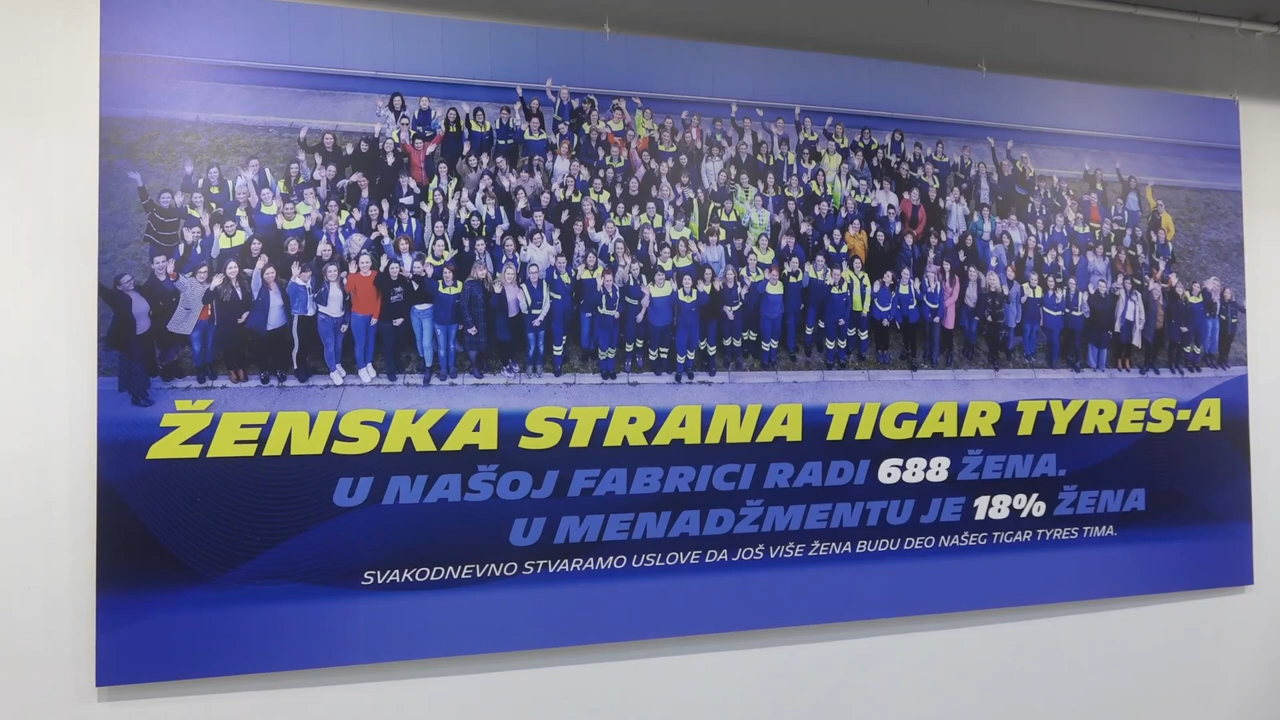 ŽENSKA STRANA TIGAR TYRES-A
U NAŠOJ FABRICI RADI 688 ŽENA.
U MENADŽMENTU JE 18% ŽENA
SVAKODNEVNO STVARAMO USLOVE DA JOŠ VIŠE ŽENA BUDU DEO NAŠEG TIGAR TYRES TIMA.